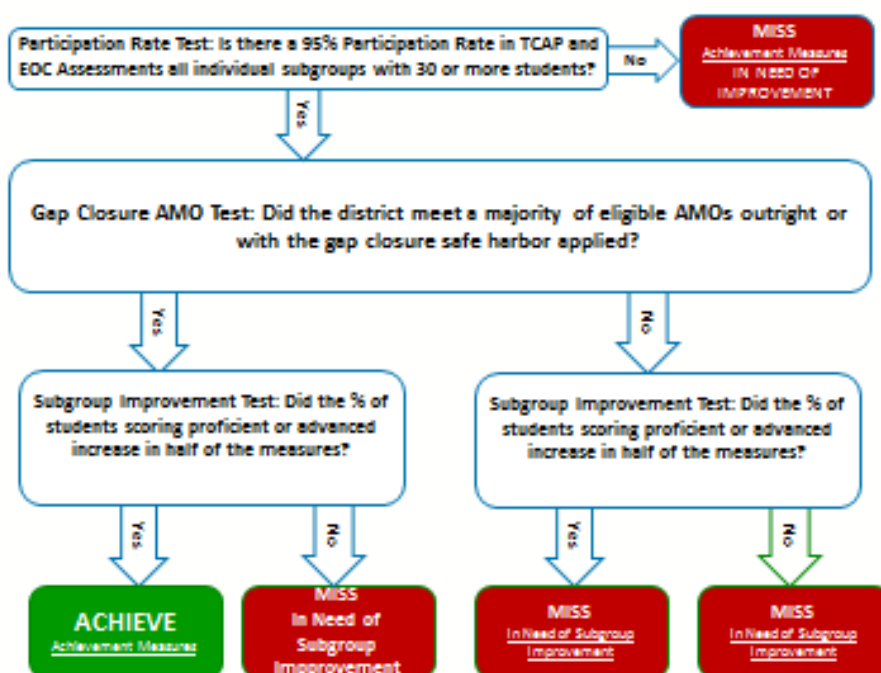 Participation Rate Test: Is there a 95% Participation Rate in TCAP and
EOC Assessments all individual subgroups with 30 or more students?
No
MISS
Achievement Measures
IN NEED OF
IMPROVEMENT
Yes
Gap Closure AMO Test: Did the district meet a majority of eligible AMOs outright or
with the gap closure safe harbor applied?
Yes
No
Subgroup Improvement Test: Did the % of
students scoring proficient or advanced
increase in half of the measures?
Subgroup Improvement Test: Did the % of
students scoring proficient or advanced
increase in half of the measures?
Yes
No
Yes
No
ACHIEVE
Achievement Measures
MISS
In Need of
Subgroup
Improvement
MISS
In Need of Subgroup
Improvement
MISS
In Need of Subgroup
Improvement